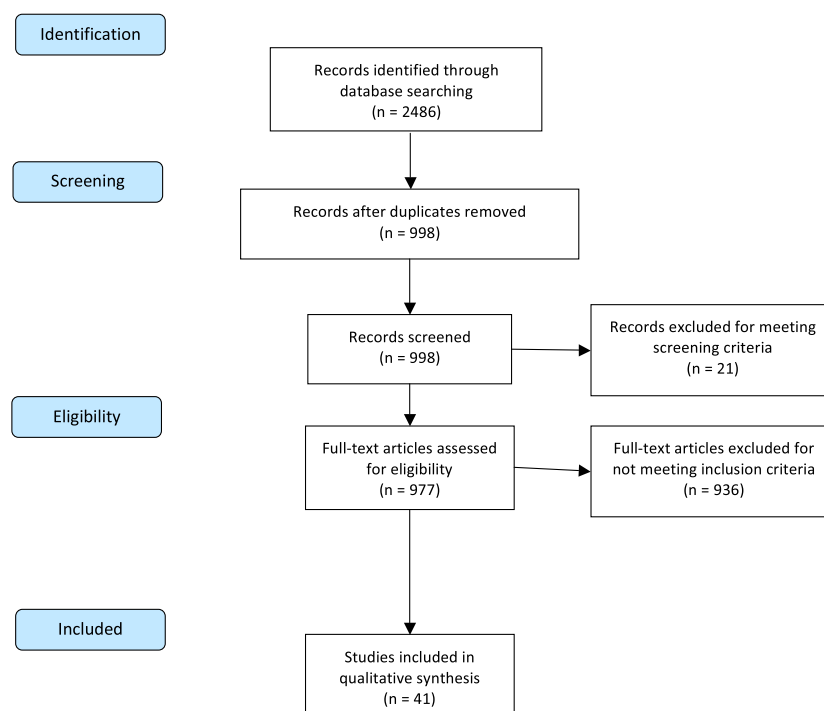 Identification
Records identified through
database searching
(n = 2486)
Screening
Records after duplicates removed
(n = 998)
Records screened
(n = 998)
Records excluded for meeting
screening criteria
(n = 21)
Eligibility
Full-text articles assessed
for eligibility
(n = 977)
Full-text articles excluded for
not meeting inclusion criteria
(n = 936)
Included
Studies included in
qualitative synthesis
(n = 41)